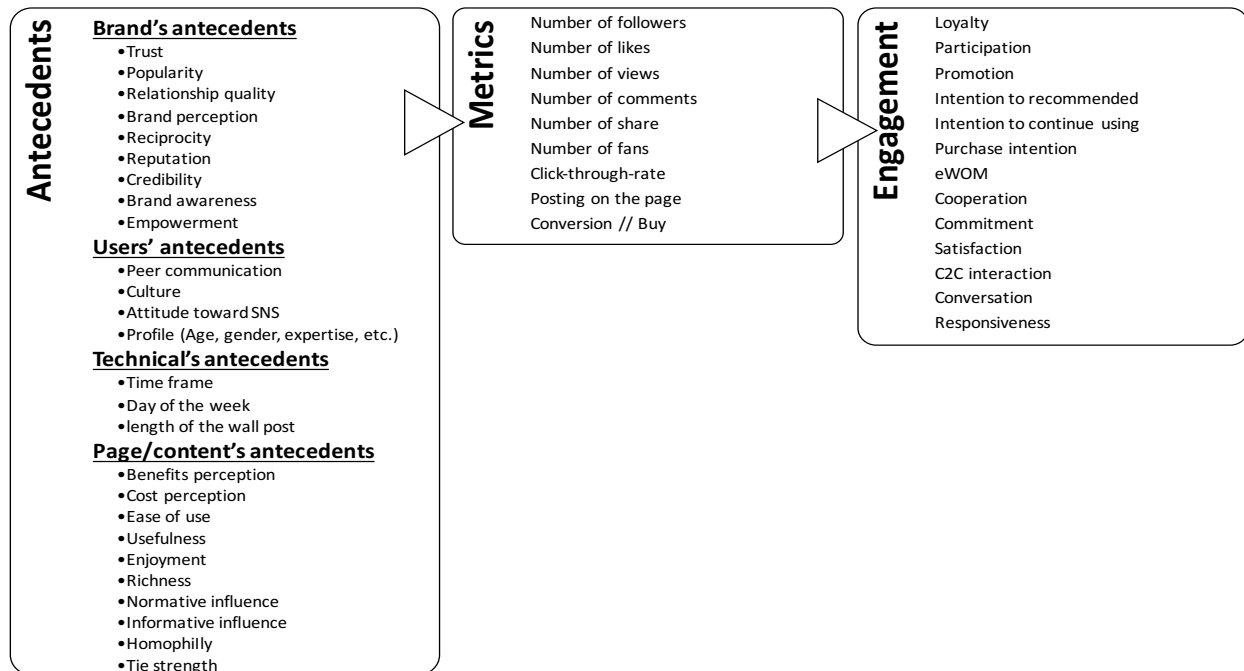 Antecedents
Brand's antecedents
•Trust
•Popularity
•Relationship quality
•Brand perception
•Reciprocity
•Reputation
•Credibility
•Brand awareness
•Empowerment
Users' antecedents
•Peer communication
•Culture
•Attitude toward SNS
•Profile (Age, gender, expertise, etc.)
Technical's antecedents
•Time frame
•Day of the week
•length of the wall post
Page/content's antecedents
•Benefits perception
•Cost perception
•Ease of use
•Usefulness
•Enjoyment
•Richness
•Normative influence
•Informative influence
•Homophilly
•Tie strength
Metrics
Number of followers
Number of likes
Number of views
Number of comments
Number of share
Number of fans
Click-through-rate
Posting on the page
Conversion // Buy
Engagement
Loyalty
Participation
Promotion
Intention to recommended
Intention to continue using
Purchase intention
eWOM
Cooperation
Commitment
Satisfaction
C2C interaction
Conversation
Responsiveness